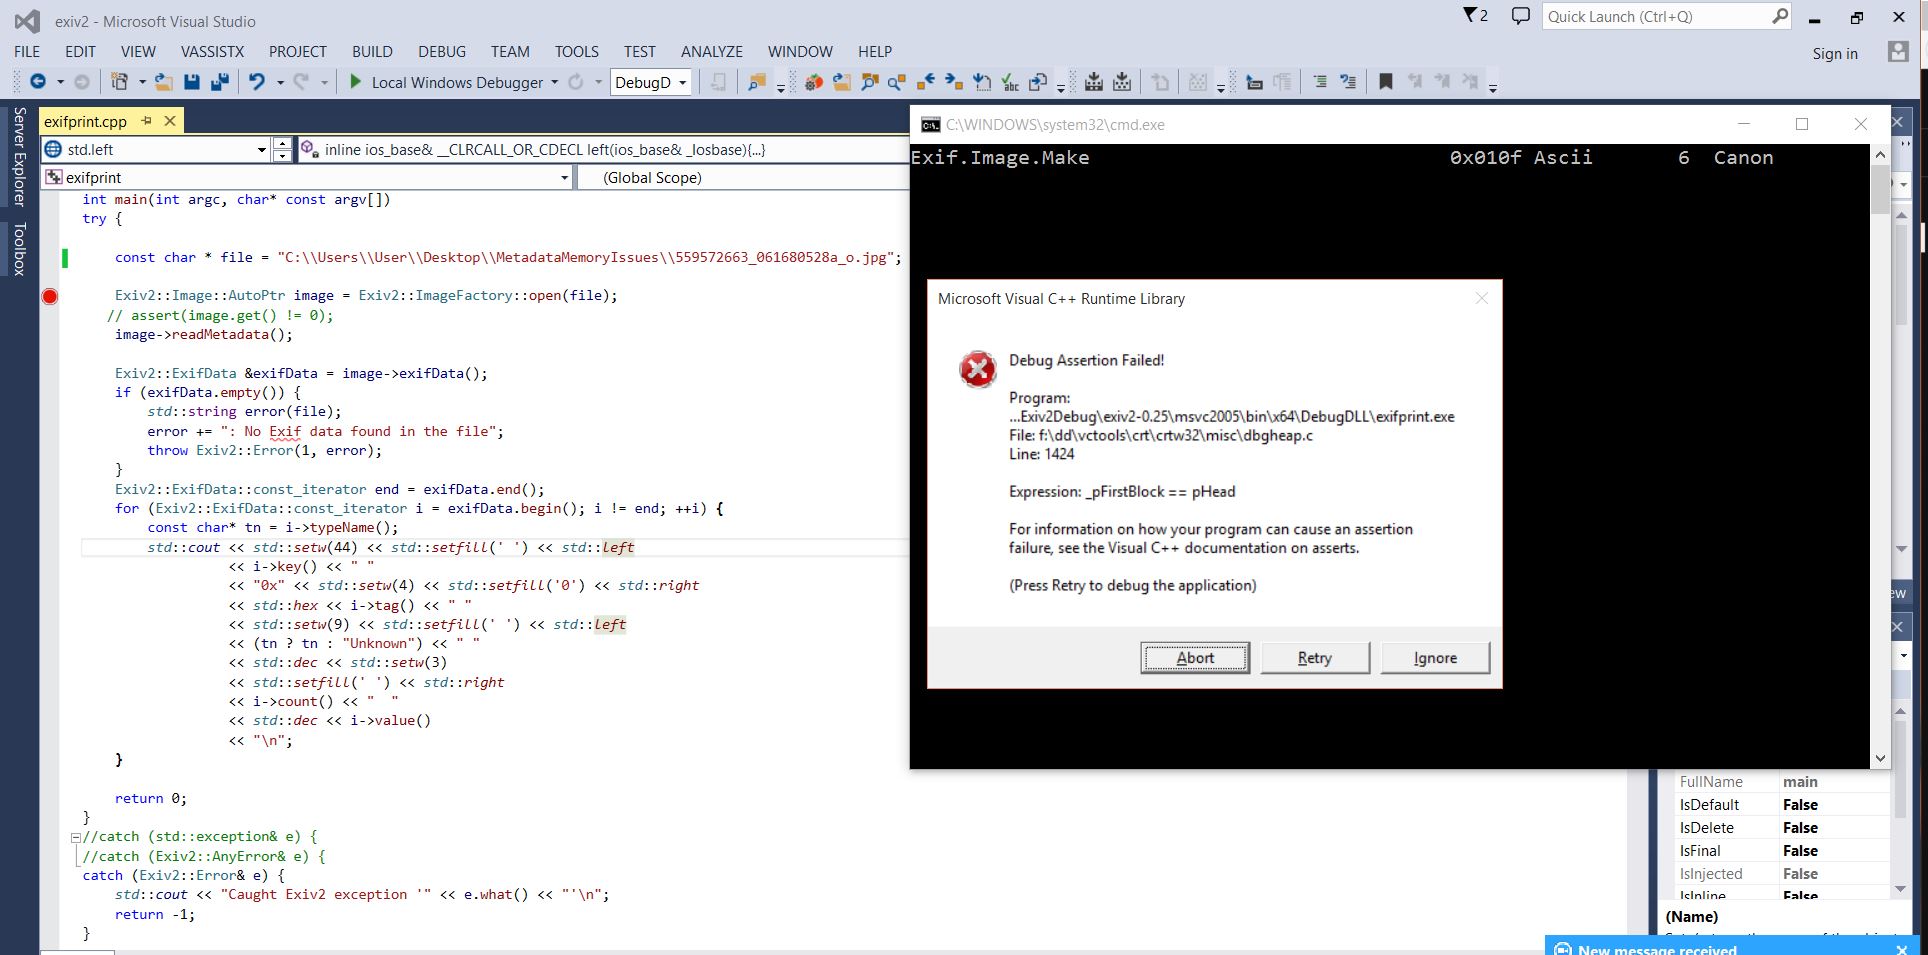 exiv2 - Microsoft Visual Studio
2
Quick Launch (Ctrl+Q)
FILE EDIT VIEW VASSISTX PROJECT BUILD DEBUG TEAM TOOLS TEST ANALYZE WINDOW HELP
Sign in
Local Windows Debugger
DebugD
abc
Server Explorer
Toolbox
exifprint.cpp
std.left
inline ios_base& __CLRCALL_OR_CDECL left(ios_base& _Iosbase){...}
exifprint
(Global Scope)
int main(int argc, char* const argv[])
try {
const char * file = "C:\\Users\\User\\Desktop\\MetadataMemoryIssues\\559572663_061680528a_o.jpg";
Exiv2::Image::AutoPtr image = Exiv2::ImageFactory::open(file);
// assert(image.get() != 0);
image->readMetadata();
Exiv2::ExifData &exifData = image->exifData();
if (exifData.empty()) {
std::string error(file);
error += ": No Exif data found in the file";
throw Exiv2::Error(1, error);
}
Exiv2::ExifData::const_iterator end = exifData.end();
for (Exiv2::ExifData::const_iterator i = exifData.begin(); i != end; ++i) {
const char* tn = i->typeName();
std::cout << std::setw(44) << std::setfill(' ') << std::left
<< i->key() << " "
<< "0x" << std::setw(4) << std::setfill('0') << std::right
<< std::hex << i->tag() << " "
<< std::setw(9) << std::setfill(' ') << std::left
<< (tn ? tn : "Unknown") << " "
<< std::dec << std::setw(3)
<< std::setfill(' ') << std::right
<< i->count() << "  "
<< std::dec << i->value()
<< "\n";
}
return 0;
}
//catch (std::exception& e) {
//catch (Exiv2::AnyError& e) {
catch (Exiv2::Error& e) {
std::cout << "Caught Exiv2 exception '" << e.what() << "'\n";
return -1;
}
C:\WINDOWS\system32\cmd.exe
Exif.Image.Make 0x010f Ascii 6 Canon
Microsoft Visual C++ Runtime Library
Debug Assertion Failed!
Program:
...Exiv2Debug\exiv2-0.25\msvc2005\bin\x64\DebugDLL\exifprint.exe
File: f:\dd\vctools\crt\crtw32\misc\dbgheap.c
Line: 1424
Expression: _pFirstBlock == pHead
For information on how your program can cause an assertion
failure, see the Visual C++ documentation on asserts.
(Press Retry to debug the application)
Abort Retry Ignore
ew
FullName main
IsDefault False
IsDelete False
IsFinal False
IsInjected False
IsInline False
(Name)
New message received